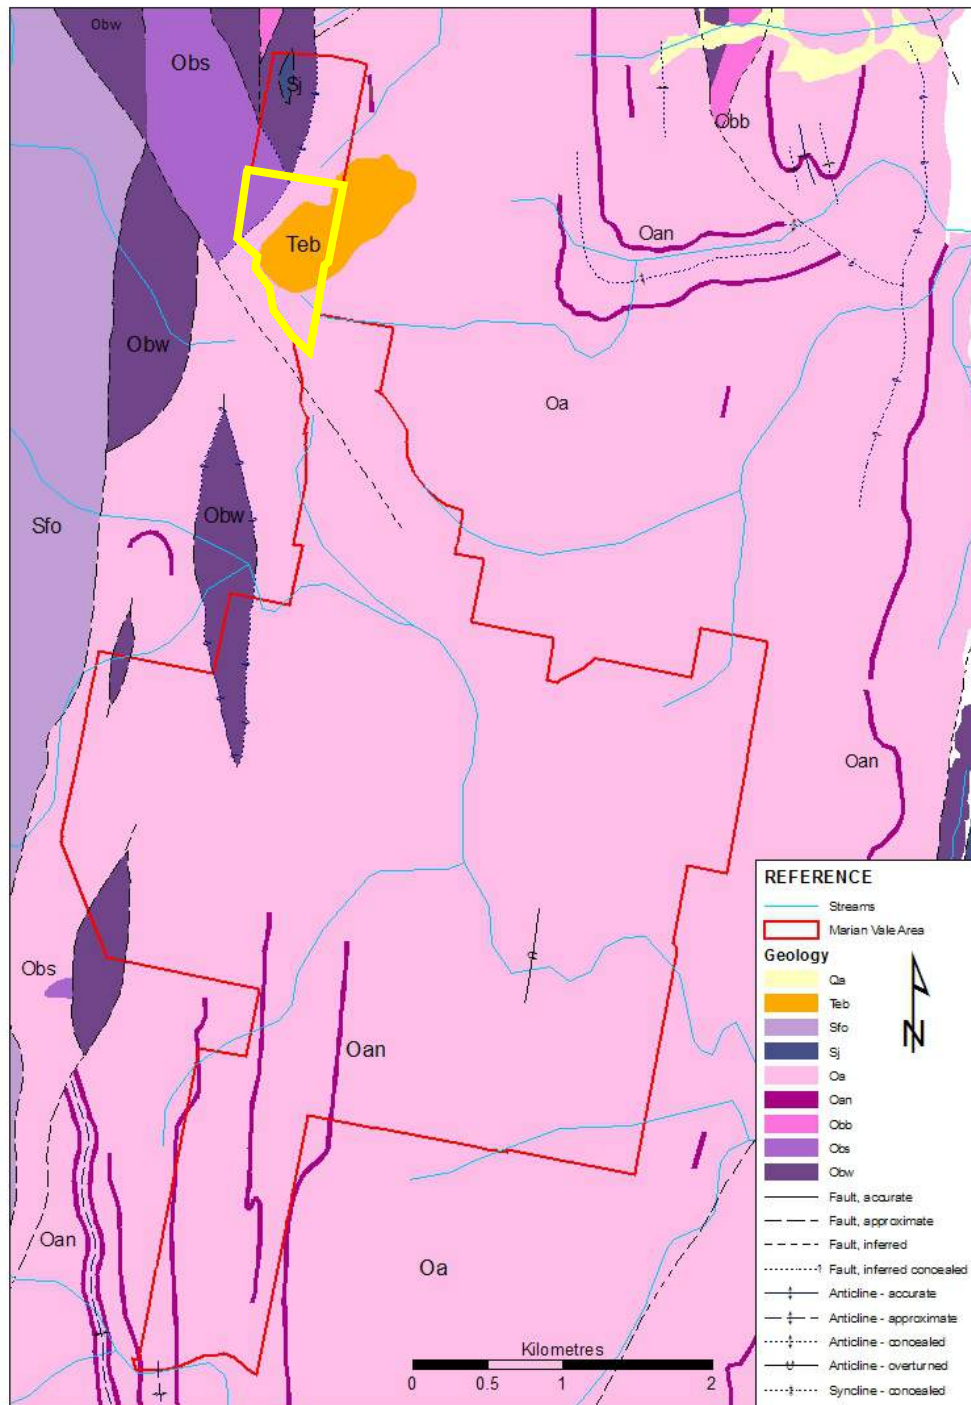 Obw
Obs
Sj
Obb
Oan
Teb
Obw
Oa
Sfo
Obw
Oan
Obs
Oan
Oan
Oa
Kilometres
0 0.5 1 2
REFERENCE
Streams
Marian Vale Area
Geology
Qa
Teb
Sfo
Sj
Oa
Oan
Obb
Obs
Obw
N
Fault, accurate
Fault, approximate
Fault, inferred
Fault, inferred concealed
Anticline - accurate
Anticline - approximate
Anticline - concealed
Anticline - overturned
Syncline - concealed